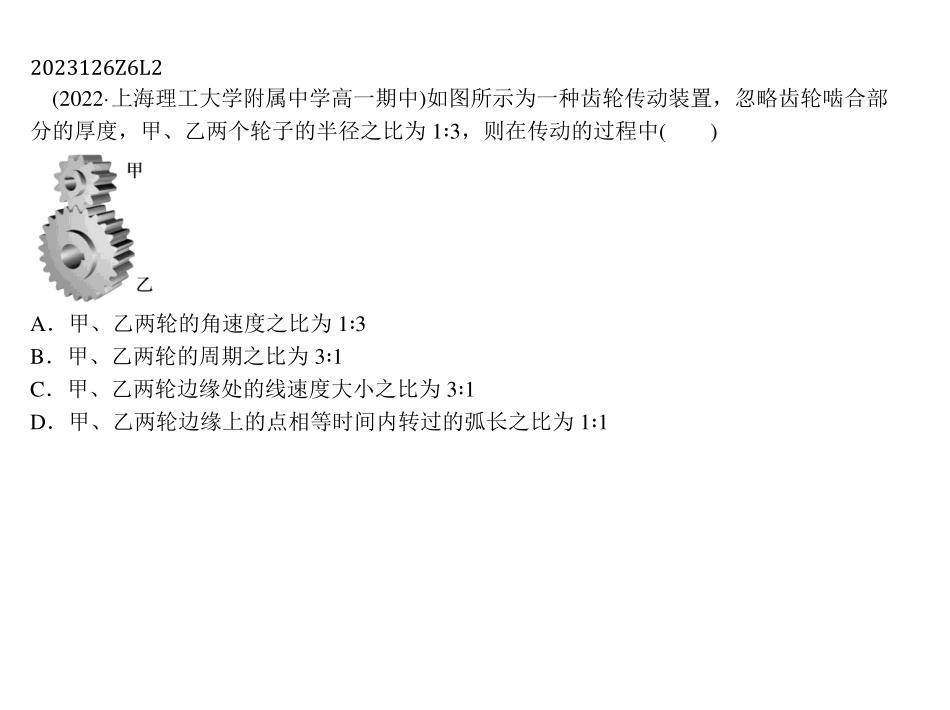 2023126Z6L2
(2022·上海理工大学附属中学高一期中)如图所示为一种齿轮传动装置，忽略齿轮啮合部
分的厚度，甲、乙两个轮子的半径之比为 1∶3，则在传动的过程中(　　)
甲
乙
A．甲、乙两轮的角速度之比为 1∶3
B．甲、乙两轮的周期之比为 3∶1
C．甲、乙两轮边缘处的线速度大小之比为 3∶1
D．甲、乙两轮边缘上的点相等时间内转过的弧长之比为 1∶1